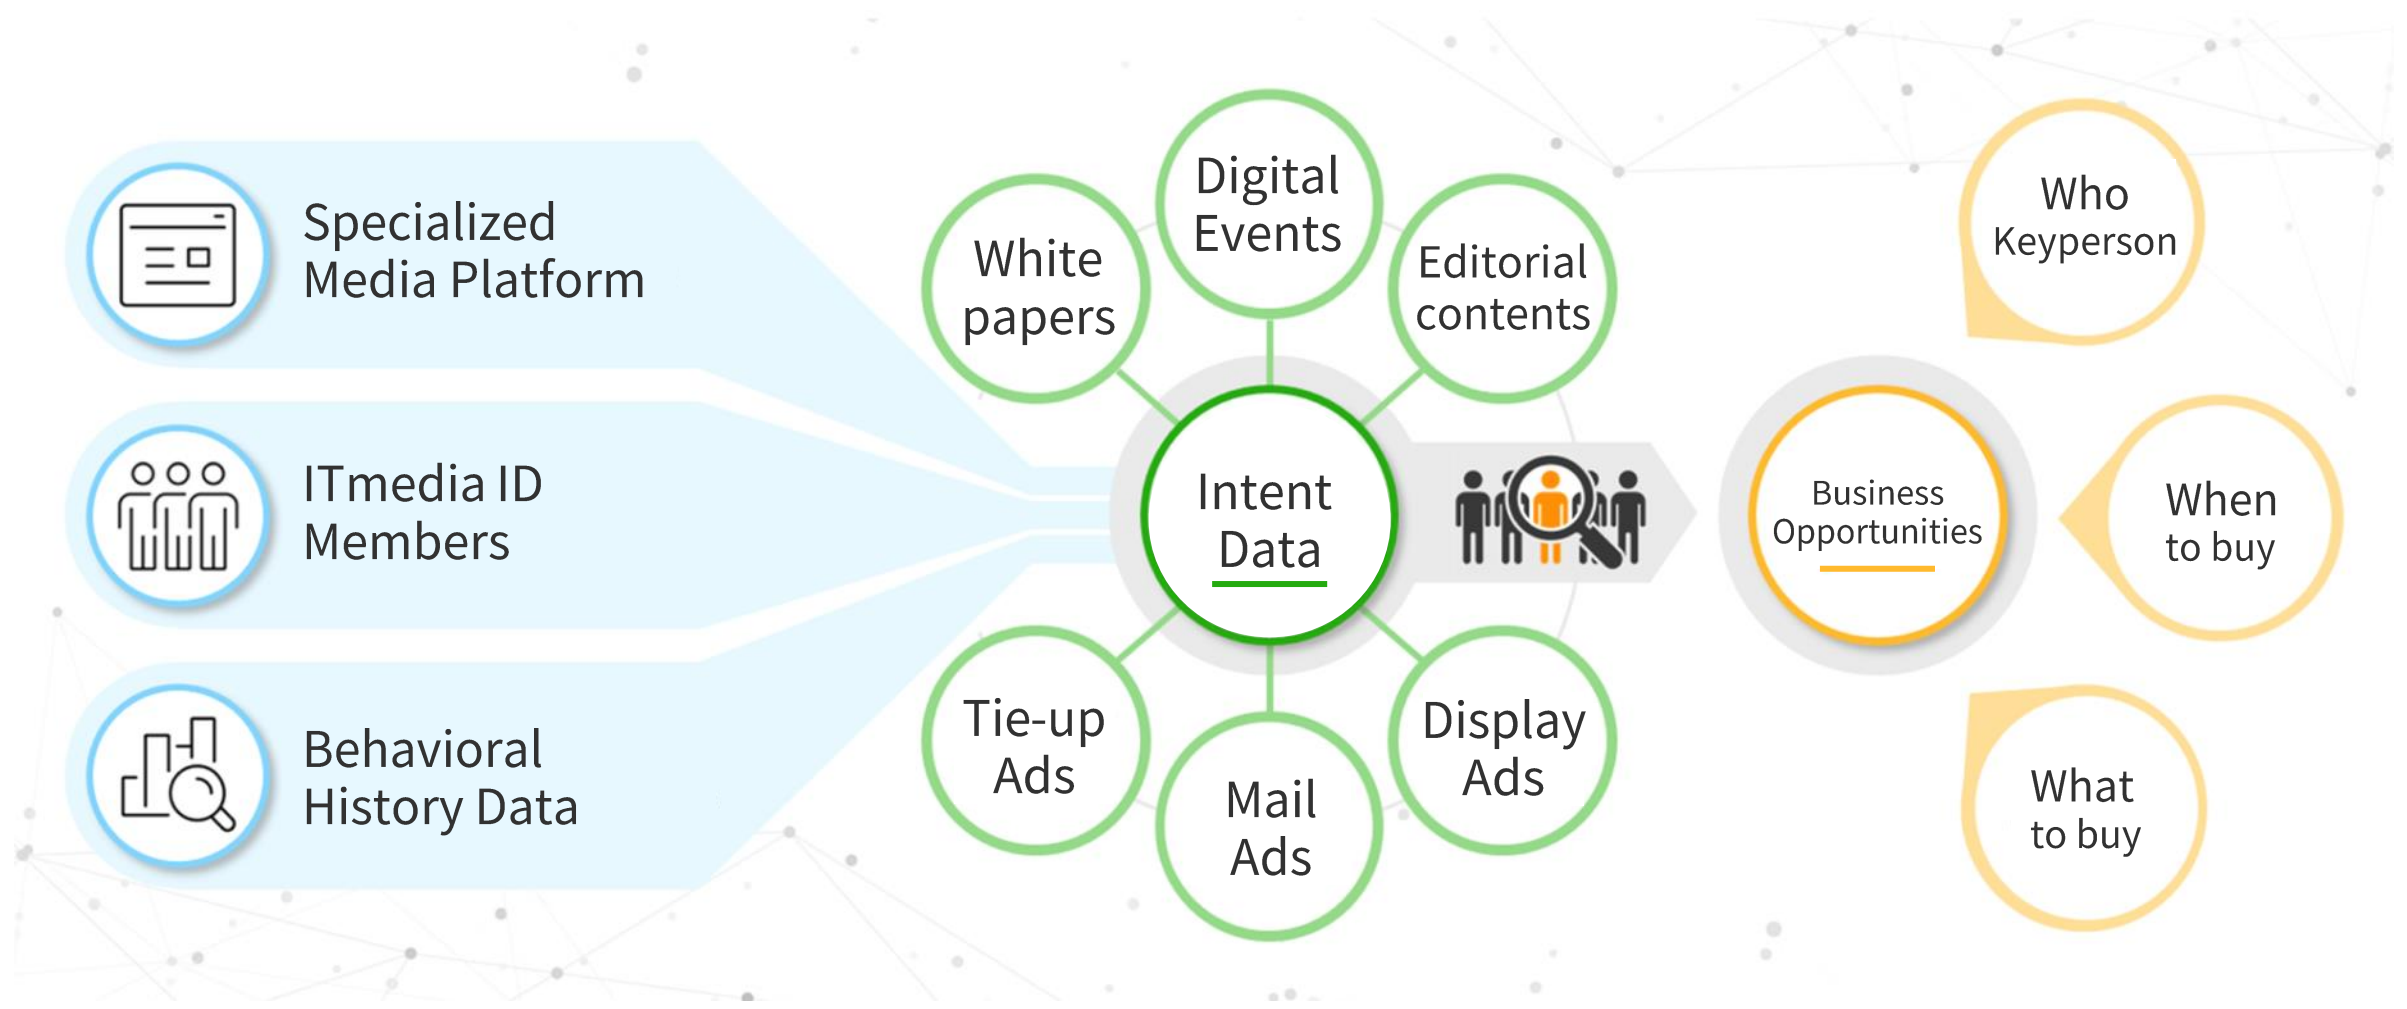 Specialized
Media Platform
ITmedia ID
Members
Behavioral
History Data
White
papers
Digital
Events
Editorial
contents
Intent
Data
Tie-up
Ads
Mail
Ads
Display
Ads
Business
Opportunities
Who
Keyperson
When
to buy
What
to buy